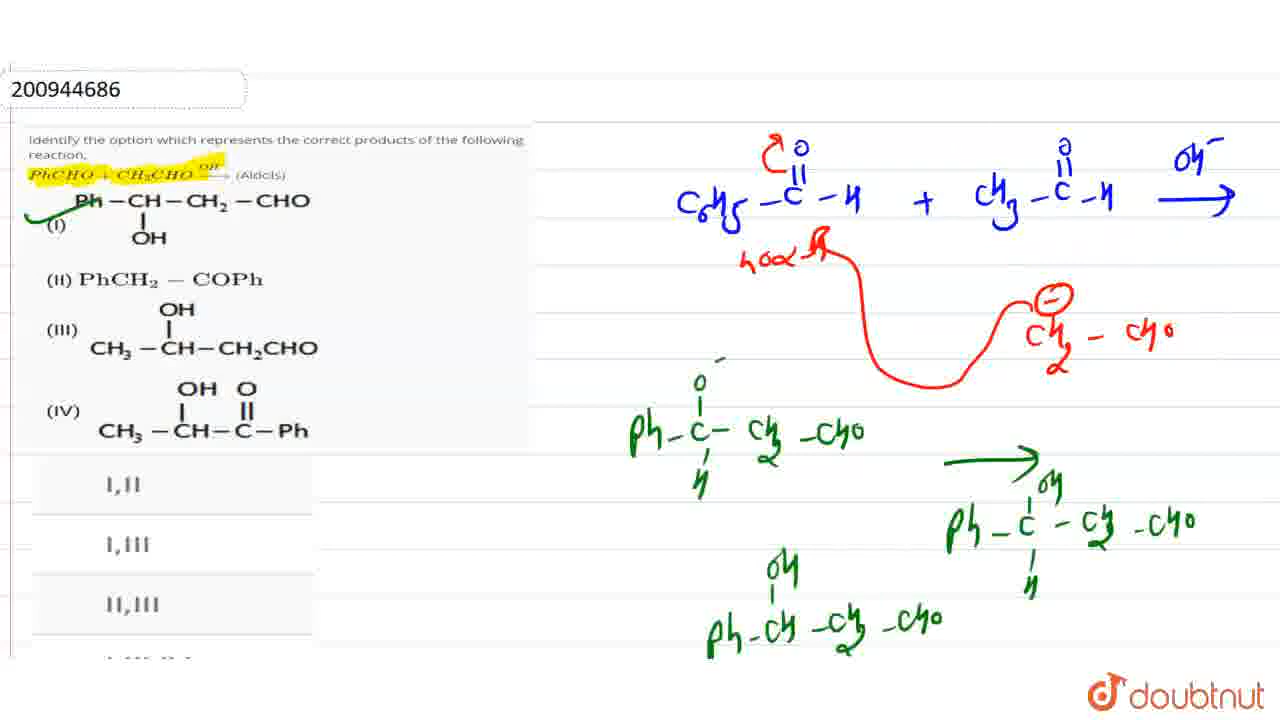 200944686
Identify the option which represents the correct products of the following
reaction,
PhCHO + CH₃CHO —OH⁻→ (Aldols)
Ph – CH – CH₂ – CHO
(I)
OH
(II) PhCH₂ – COPh
OH
(III)
CH₃ – CH – CH₂CHO
OH O
(IV)
CH₃ – CH – C – Ph
I,II
I,III
II,III
O O OH⁻
C₆H₅ – C – H + CH₃ – C – H →
no α H
⊖
CH₂ – CHO
O⁻
Ph – C – CH₂ – CHO
H
→
OH
Ph – C – CH₂ – CHO
H
OH
Ph – CH – CH₂ – CHO
doubtnut